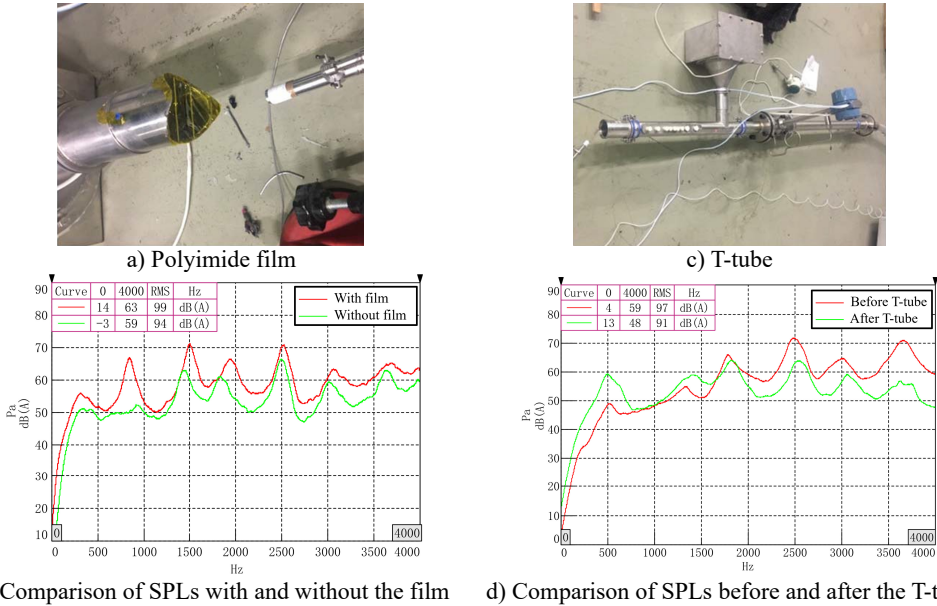 a) Polyimide film
c) T-tube
Curve 0 4000 RMS Hz
14 63 99 dB(A)
-3 59 94 dB(A)
With film
Without film
90
80
70
60
50
40
30
20
10
Pa
dB(A)
0
4000
0 500 1000 1500 2000 2500 3000 3500 4000
Hz
Curve 0 4000 RMS Hz
4 59 97 dB(A)
13 48 91 dB(A)
Before T-tube
After T-tube
90
80
70
60
50
40
30
20
10
0
Pa
dB(A)
0
4000
0 500 1000 1500 2000 2500 3000 3500 4000
Hz
Comparison of SPLs with and without the film
d) Comparison of SPLs before and after the T-t